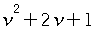 ν² + 2ν + 1